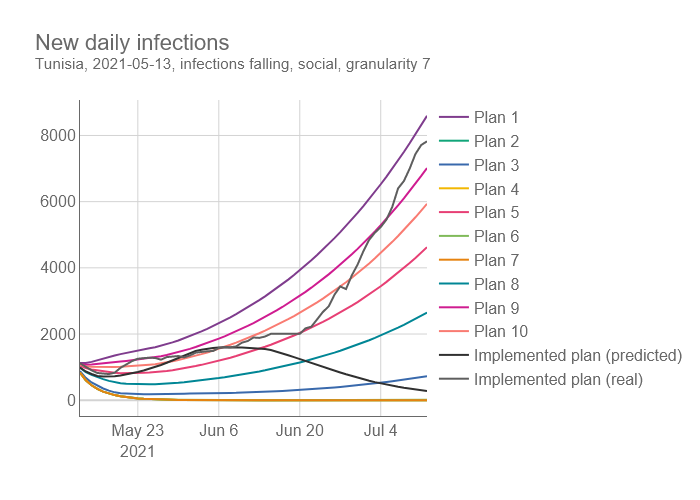 New daily infections
Tunisia, 2021-05-13, infections falling, social, granularity 7
8000
6000
4000
2000
0
May 23
2021
Jun 6
Jun 20
Jul 4
Plan 1
Plan 2
Plan 3
Plan 4
Plan 5
Plan 6
Plan 7
Plan 8
Plan 9
Plan 10
Implemented plan (predicted)
Implemented plan (real)